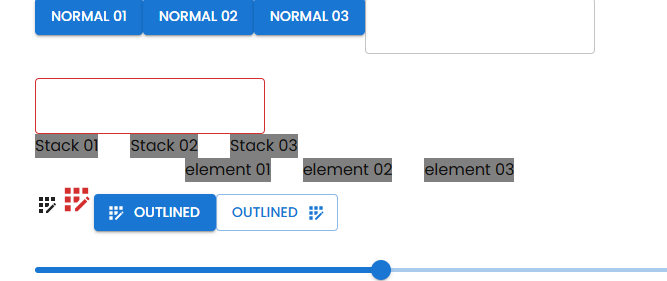 NORMAL 01 NORMAL 02 NORMAL 03
Stack 01 Stack 02 Stack 03
element 01 element 02 element 03
OUTLINED OUTLINED